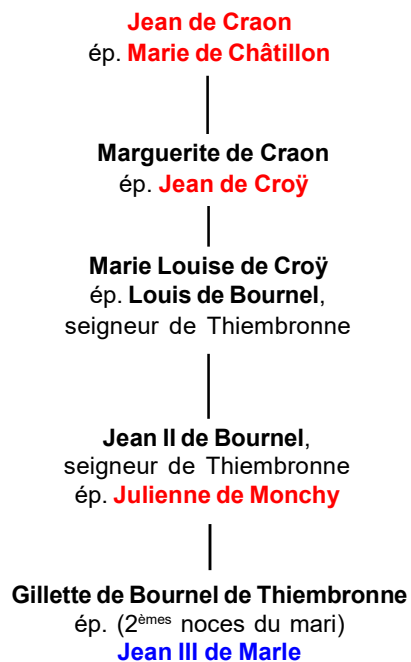 Jean de Craon
ép. Marie de Châtillon
Marguerite de Craon
ép. Jean de Croÿ
Marie Louise de Croÿ
ép. Louis de Bournel,
seigneur de Thiembronne
Jean II de Bournel,
seigneur de Thiembronne
ép. Julienne de Monchy
Gillette de Bournel de Thiembronne
ép. (2èmes noces du mari)
Jean III de Marle